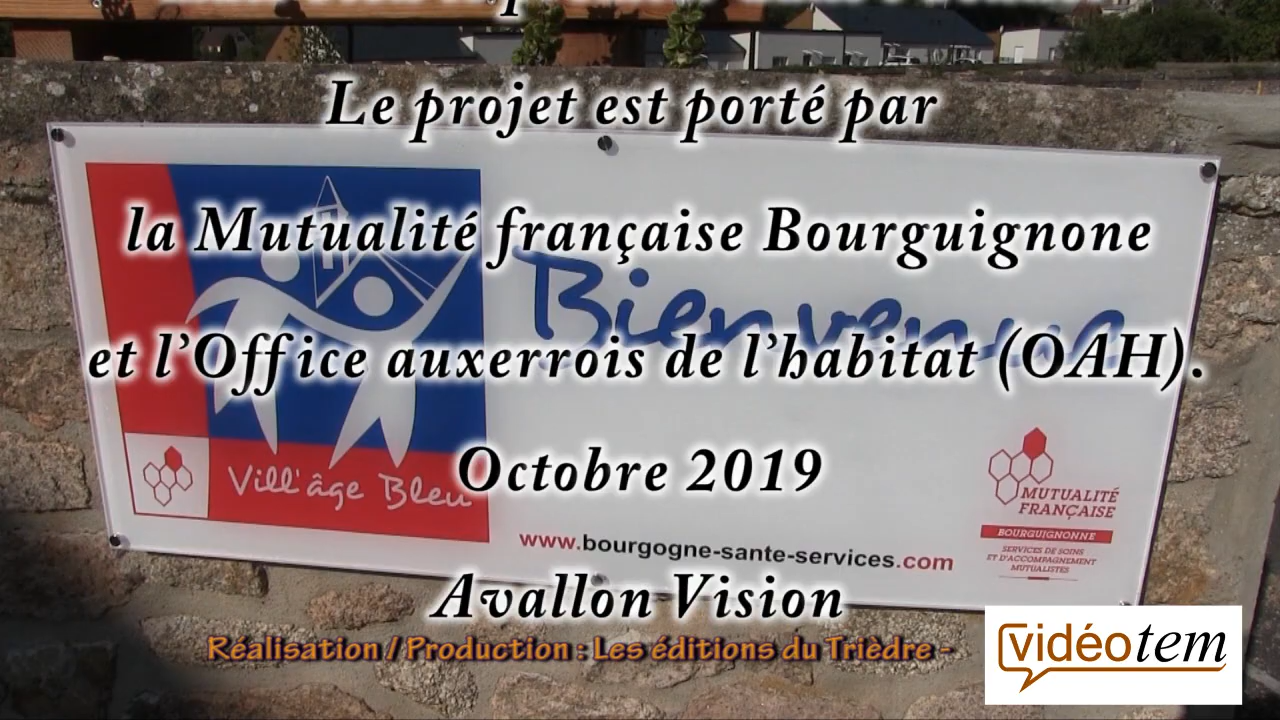 Le projet est porté par
la Mutualité française Bourguignone
et l’Office auxerrois de l’habitat (OAH).
Octobre 2019
Avallon Vision
Réalisation / Production : Les éditions du Trièdre -
vidéotem
Bienvenue
Vill'âge Bleu
www.bourgogne-sante-services.com
MUTUALITÉ
FRANÇAISE
BOURGUIGNONNE
SERVICES DE SOINS
ET D'ACCOMPAGNEMENT
MUTUALISTES